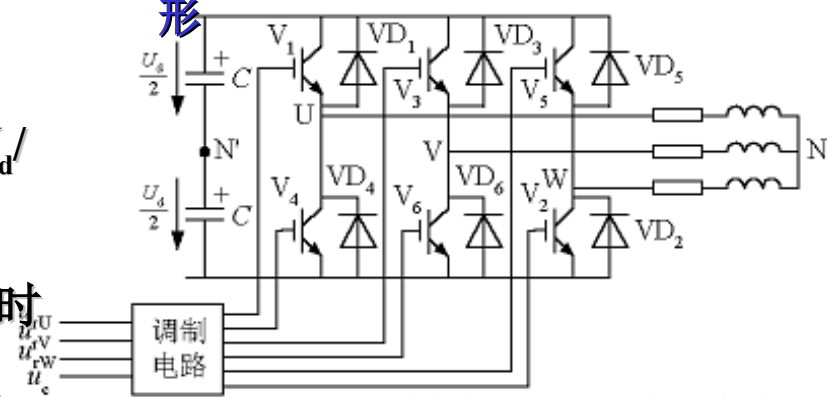 形
V1 VD1 VD3
V3 V5 VD5
Ud/2 + C
U
N' V N
d/
W
V4 VD4 V6 VD6 V2 VD2
Ud/2 + C
时
urU
urV
urW
uc
调制
电路